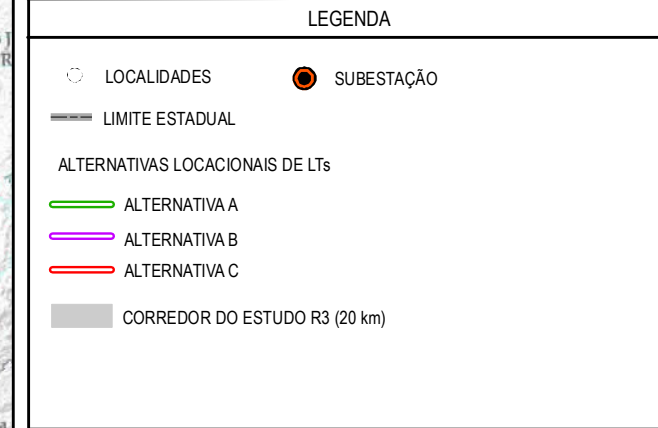 LEGENDA
LOCALIDADES
SUBESTAÇÃO
LIMITE ESTADUAL
ALTERNATIVAS LOCACIONAIS DE LTs
ALTERNATIVA A
ALTERNATIVA B
ALTERNATIVA C
CORREDOR DO ESTUDO R3 (20 km)